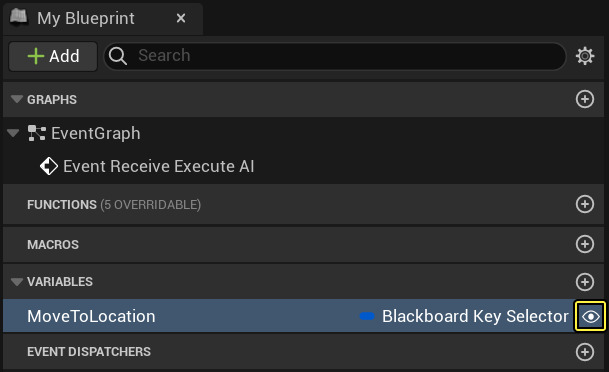 My Blueprint
Add
Search
GRAPHS
EventGraph
Event Receive Execute AI
FUNCTIONS (5 OVERRIDABLE)
MACROS
VARIABLES
MoveToLocation Blackboard Key Selector
EVENT DISPATCHERS